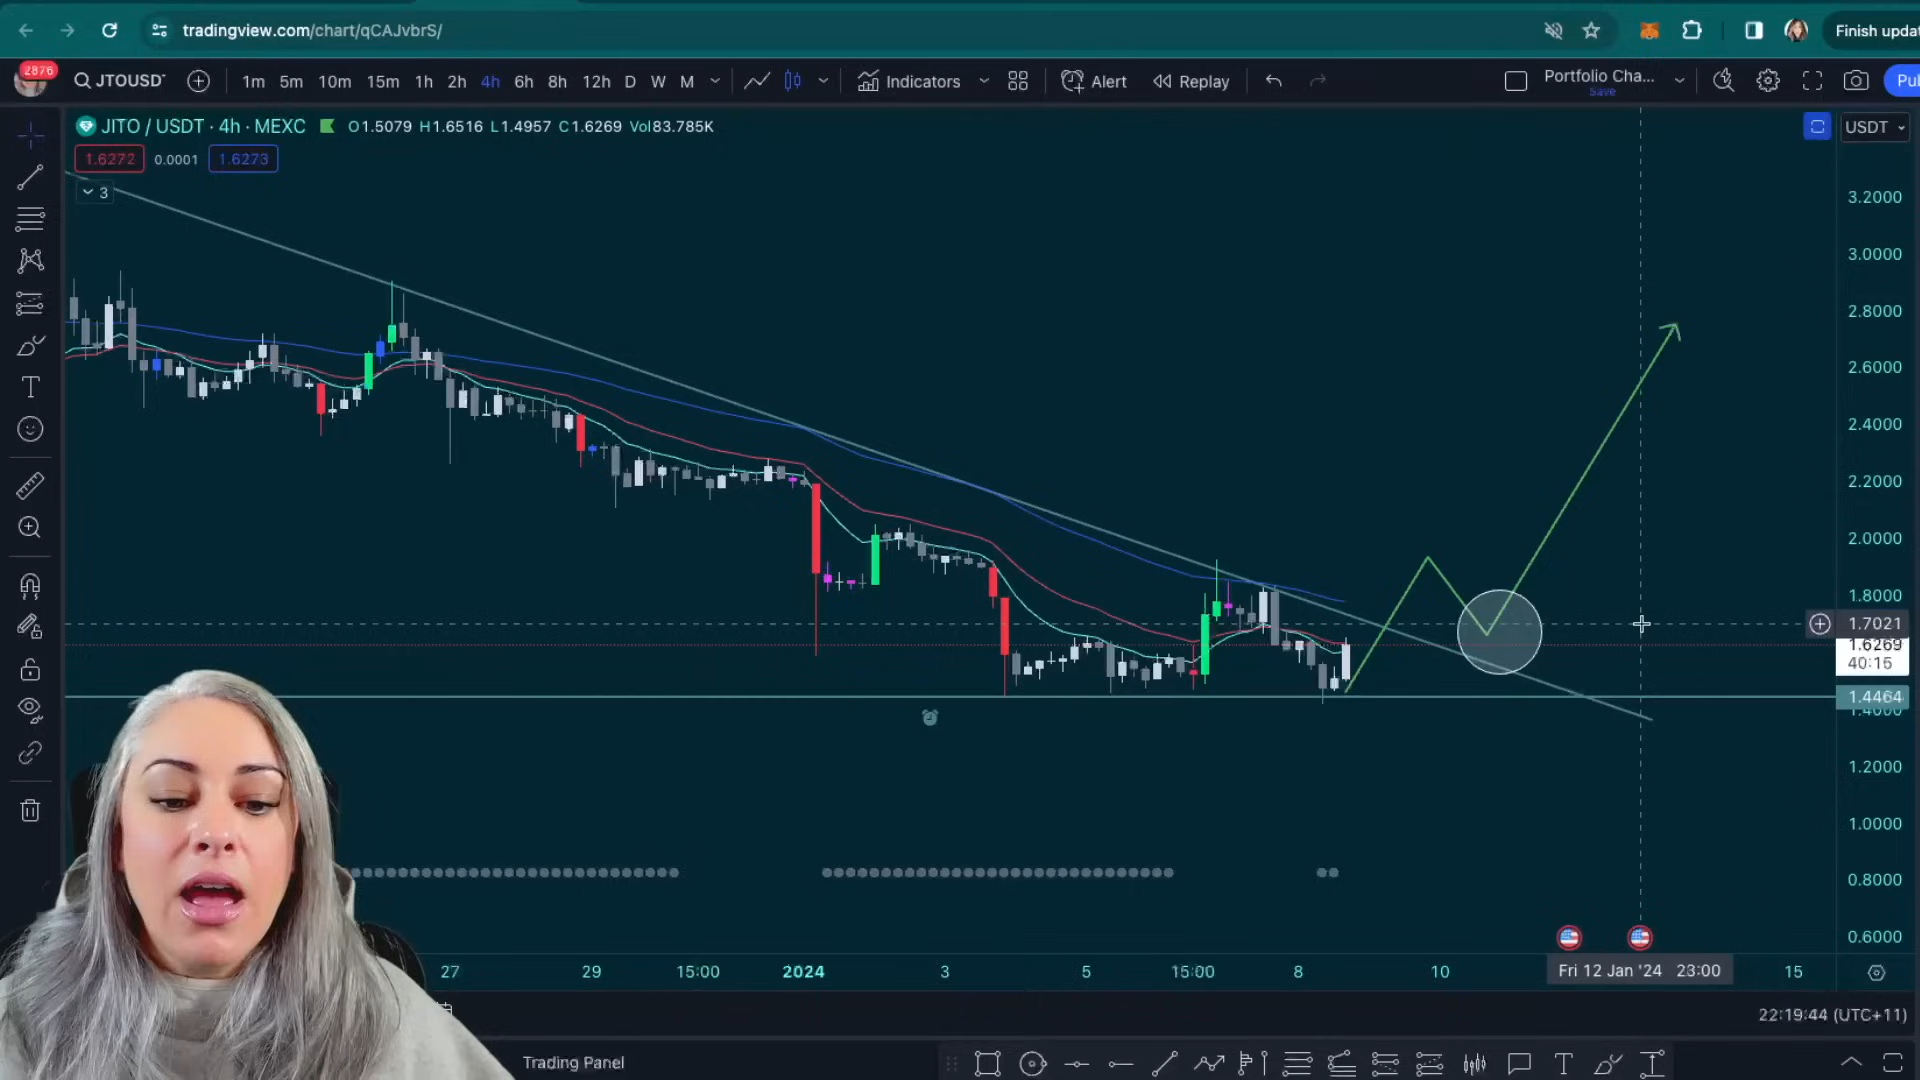 tradingview.com/chart/qCAJvbrS/
Finish updat
2876
JTOUSDT
1m 5m 10m 15m 1h 2h 4h 6h 8h 12h D W M
Indicators
Alert
Replay
Portfolio Cha...
Save
Pul
JITO / USDT · 4h · MEXC
O1.5079 H1.6516 L1.4957 C1.6269 Vol83.785K
USDT
1.6272 0.0001 1.6273
3
3.2000
3.0000
2.8000
2.6000
2.4000
2.2000
2.0000
1.8000
1.7021
1.6269
40:15
1.4464
1.4000
1.2000
1.0000
0.8000
0.6000
27 29 15:00 2024 3 5 15:00 8 10 Fri 12 Jan '24 23:00 15
22:19:44 (UTC+11)
Trading Panel